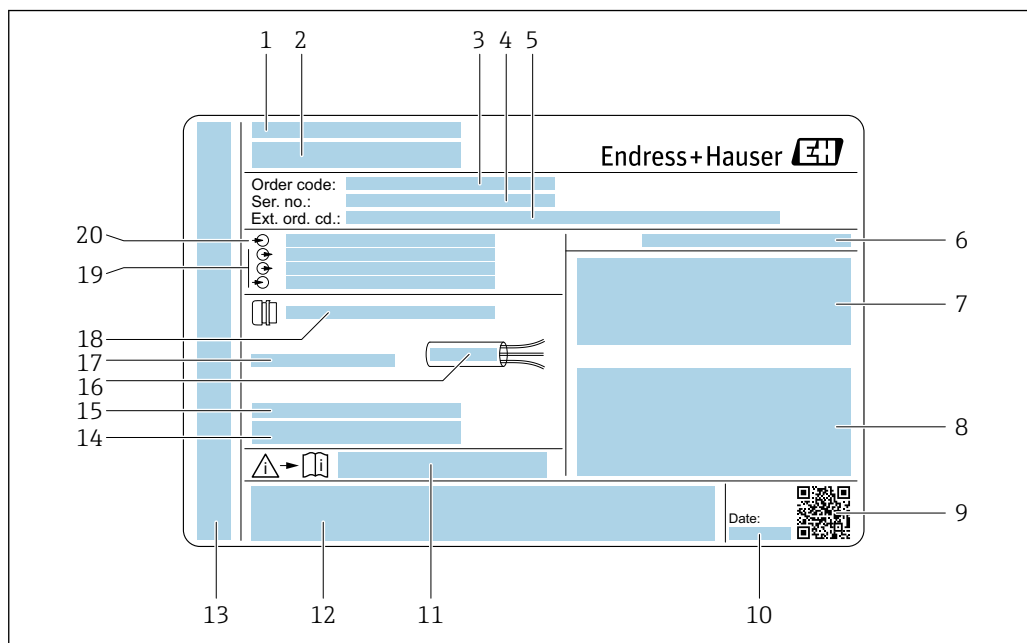 1 2 3 4 5
Endress+Hauser EH
Order code:
Ser. no.:
Ext. ord. cd.:
20
6
19
7
18
17
16
15
8
14
i i
9
Date:
13 12 11 10